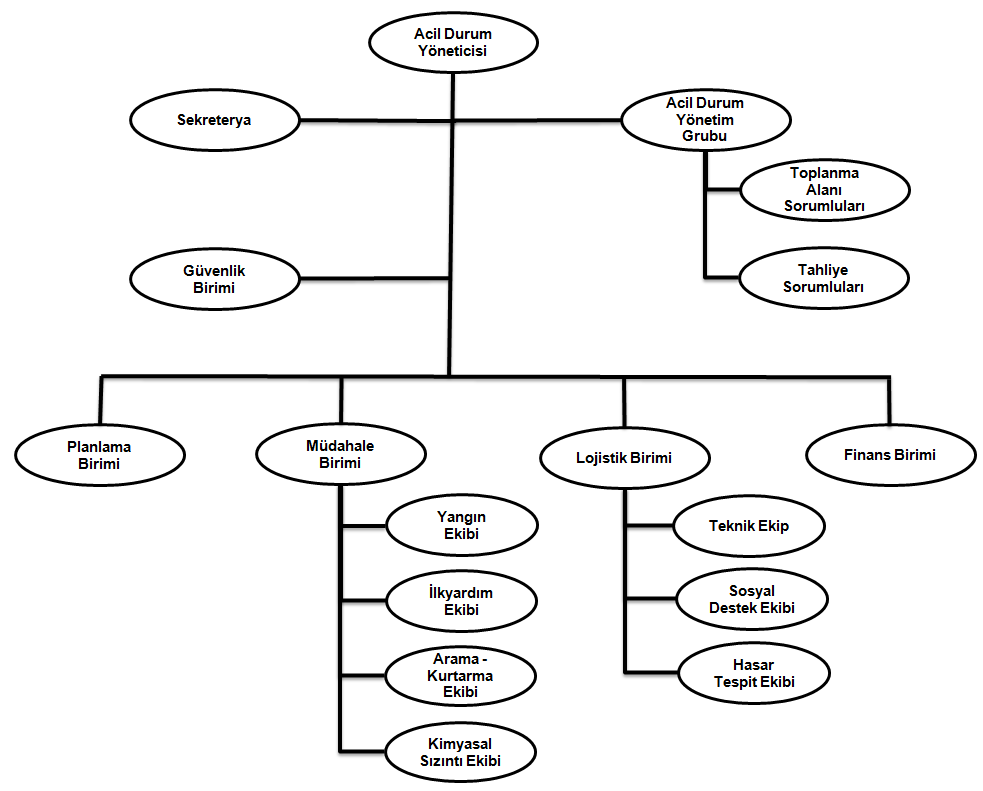 Acil Durum
Yöneticisi
Sekreterya
Acil Durum
Yönetim
Grubu
Toplanma
Alanı
Sorumluları
Güvenlik
Birimi
Tahliye
Sorumluları
Planlama
Birimi
Müdahale
Birimi
Lojistik Birimi
Finans Birimi
Yangın
Ekibi
İlkyardım
Ekibi
Arama -
Kurtarma
Ekibi
Kimyasal
Sızıntı Ekibi
Teknik Ekip
Sosyal
Destek Ekibi
Hasar
Tespit Ekibi